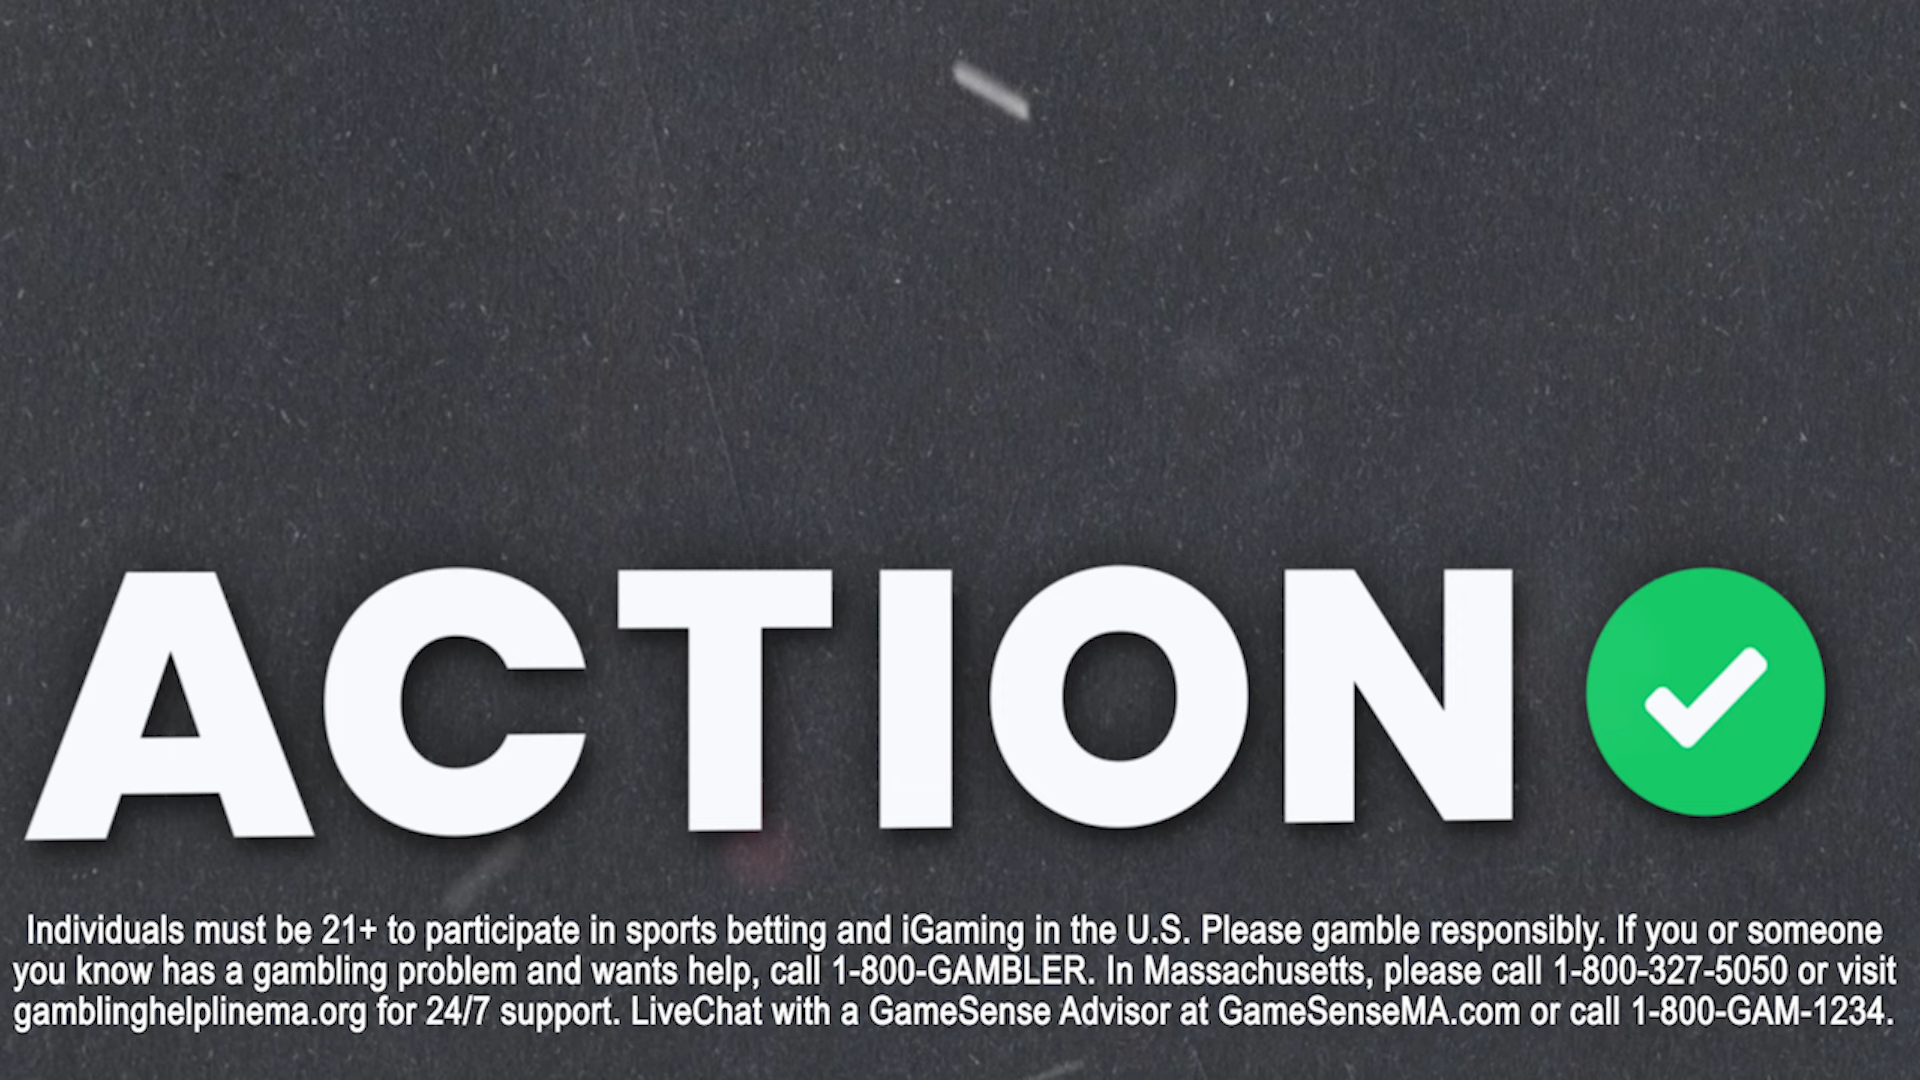 ACTION
Individuals must be 21+ to participate in sports betting and iGaming in the U.S. Please gamble responsibly. If you or someone
you know has a gambling problem and wants help, call 1-800-GAMBLER. In Massachusetts, please call 1-800-327-5050 or visit
gamblinghelplinema.org for 24/7 support. LiveChat with a GameSense Advisor at GameSenseMA.com or call 1-800-GAM-1234.